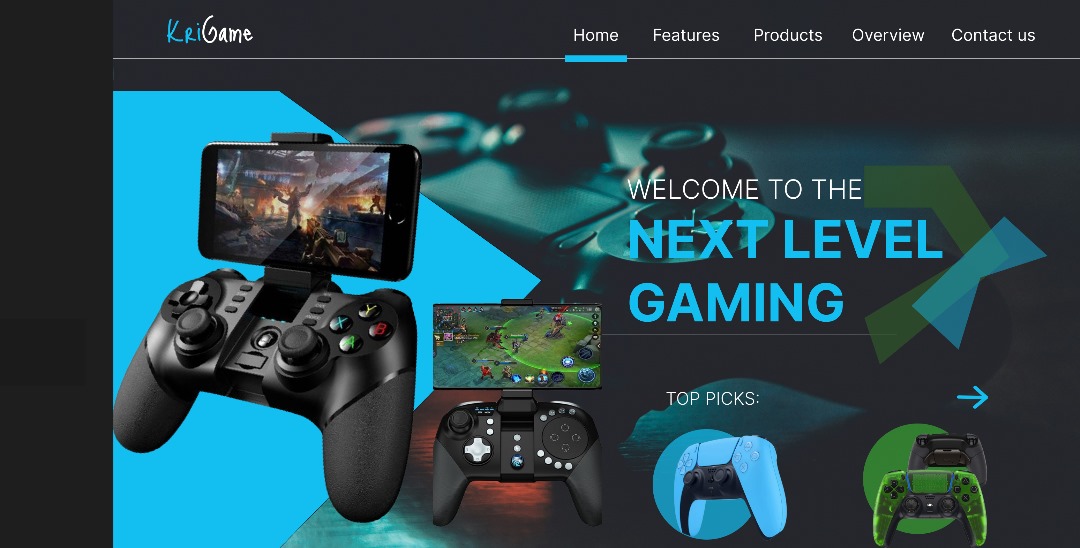 KriGame
Home Features Products Overview Contact us
WELCOME TO THE
NEXT LEVEL
GAMING
TOP PICKS:
Y
X B
A